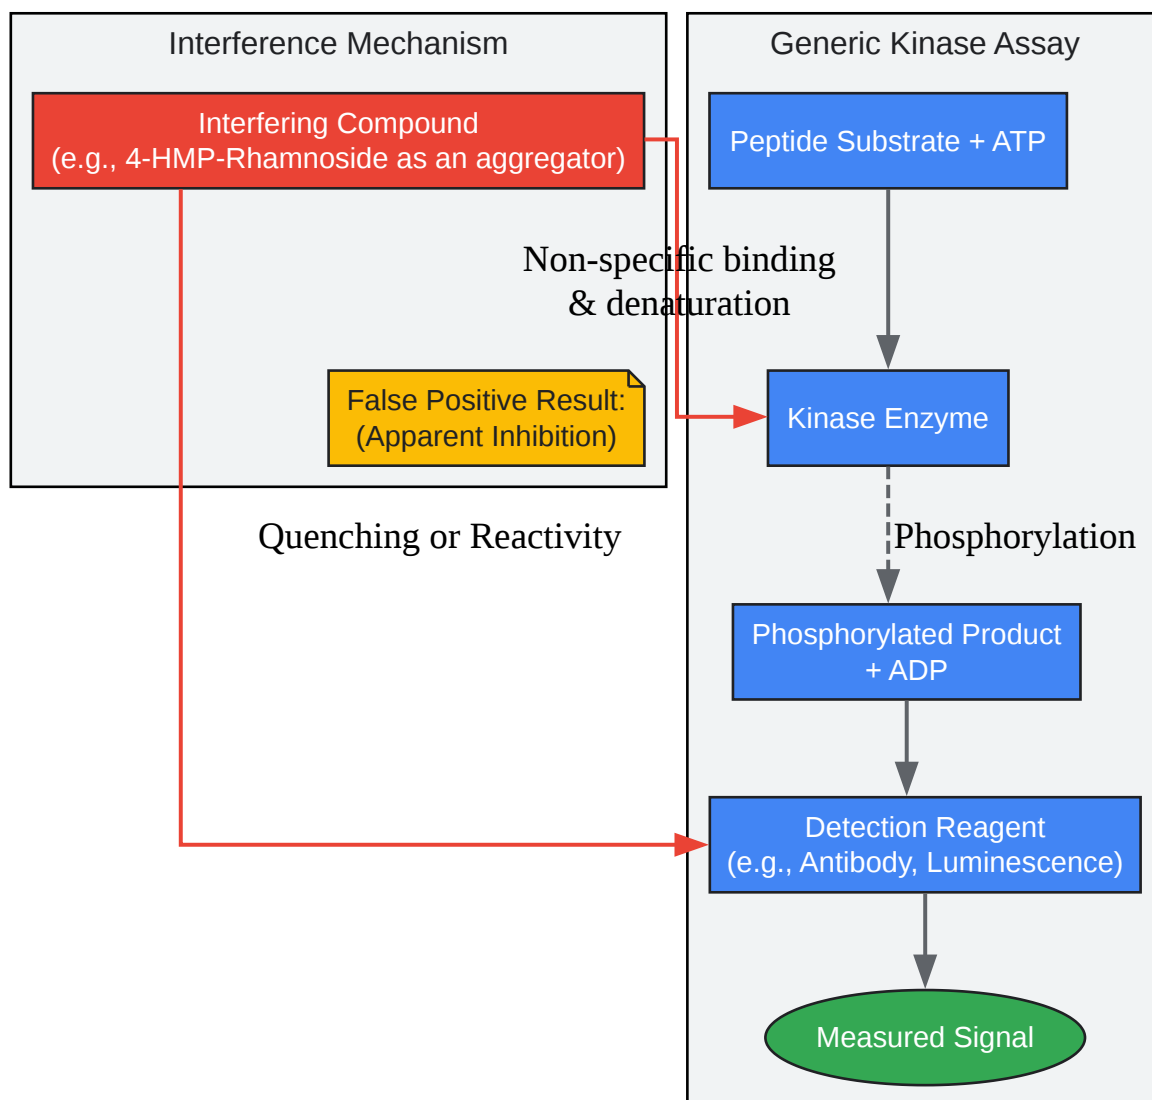 Interference Mechanism
Interfering Compound
(e.g., 4-HMP-Rhamnoside as an aggregator)
Non-specific binding
& denaturation
False Positive Result:
(Apparent Inhibition)
Quenching or Reactivity
Generic Kinase Assay
Peptide Substrate + ATP
Kinase Enzyme
Phosphorylation
Phosphorylated Product
+ ADP
Detection Reagent
(e.g., Antibody, Luminescence)
Measured Signal